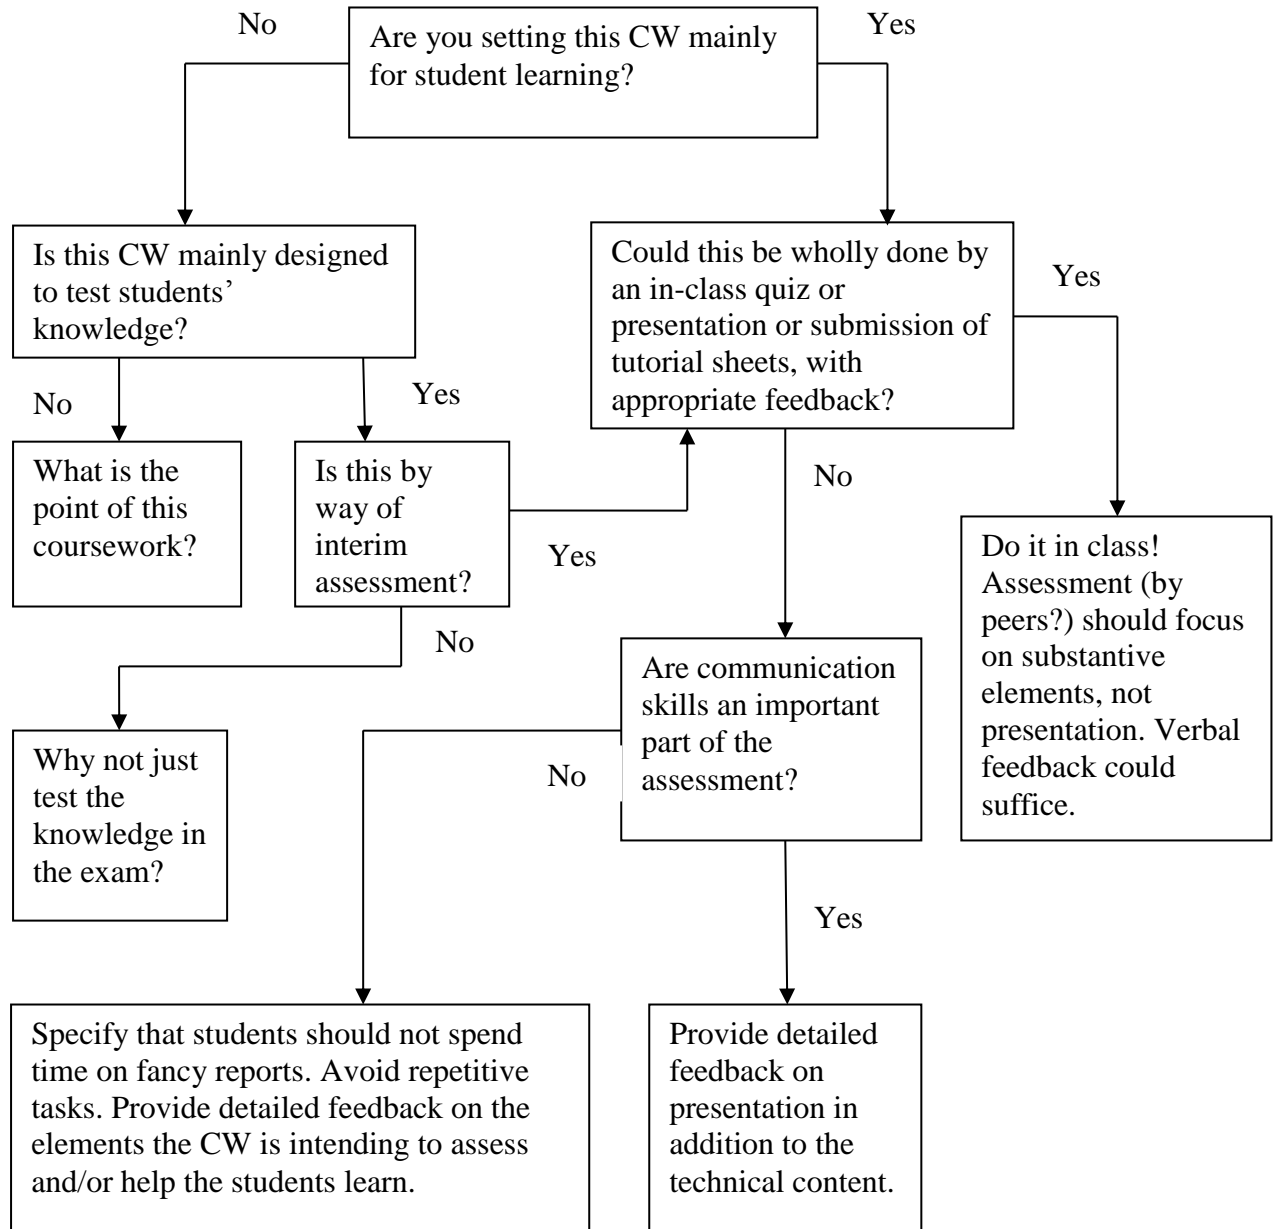 No
Are you setting this CW mainly
for student learning?
Yes
Is this CW mainly designed
to test students’
knowledge?
Could this be wholly done by
an in-class quiz or
presentation or submission of
tutorial sheets, with
appropriate feedback?
Yes
No
Yes
What is the
point of this
coursework?
Is this by
way of
interim
assessment?
Yes
No
No
Do it in class!
Assessment (by
peers?) should focus
on substantive
elements, not
presentation. Verbal
feedback could
suffice.
Are communication
skills an important
part of the
assessment?
Why not just
test the
knowledge in
the exam?
No
Yes
Specify that students should not spend
time on fancy reports. Avoid repetitive
tasks. Provide detailed feedback on the
elements the CW is intending to assess
and/or help the students learn.
Provide detailed
feedback on
presentation in
addition to the
technical content.